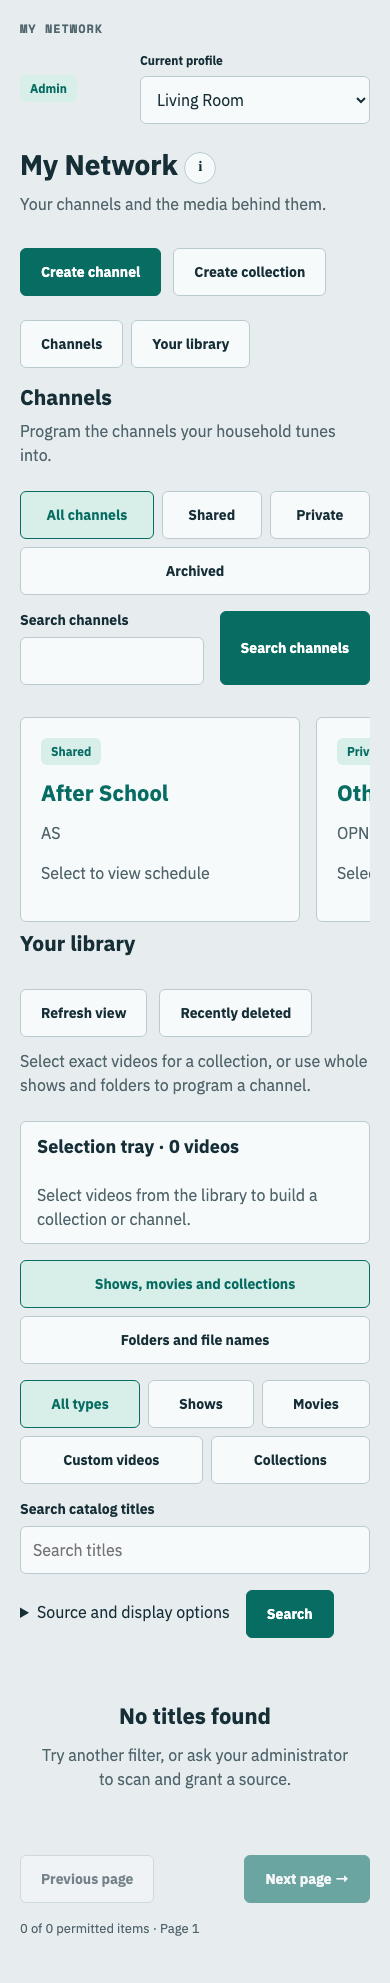 MY NETWORK
Current profile
Admin
Living Room
My Network i
Your channels and the media behind them.
Create channel
Create collection
Channels
Your library
Channels
Program the channels your household tunes
into.
All channels
Shared
Private
Archived
Search channels
Search channels
Shared
After School
AS
Select to view schedule
Priv
Oth
OPN
Selec
Your library
Refresh view
Recently deleted
Select exact videos for a collection, or use whole
shows and folders to program a channel.
Selection tray · 0 videos
Select videos from the library to build a
collection or channel.
Shows, movies and collections
Folders and file names
All types
Shows
Movies
Custom videos
Collections
Search catalog titles
Search titles
Source and display options
Search
No titles found
Try another filter, or ask your administrator
to scan and grant a source.
Previous page
Next page →
0 of 0 permitted items · Page 1